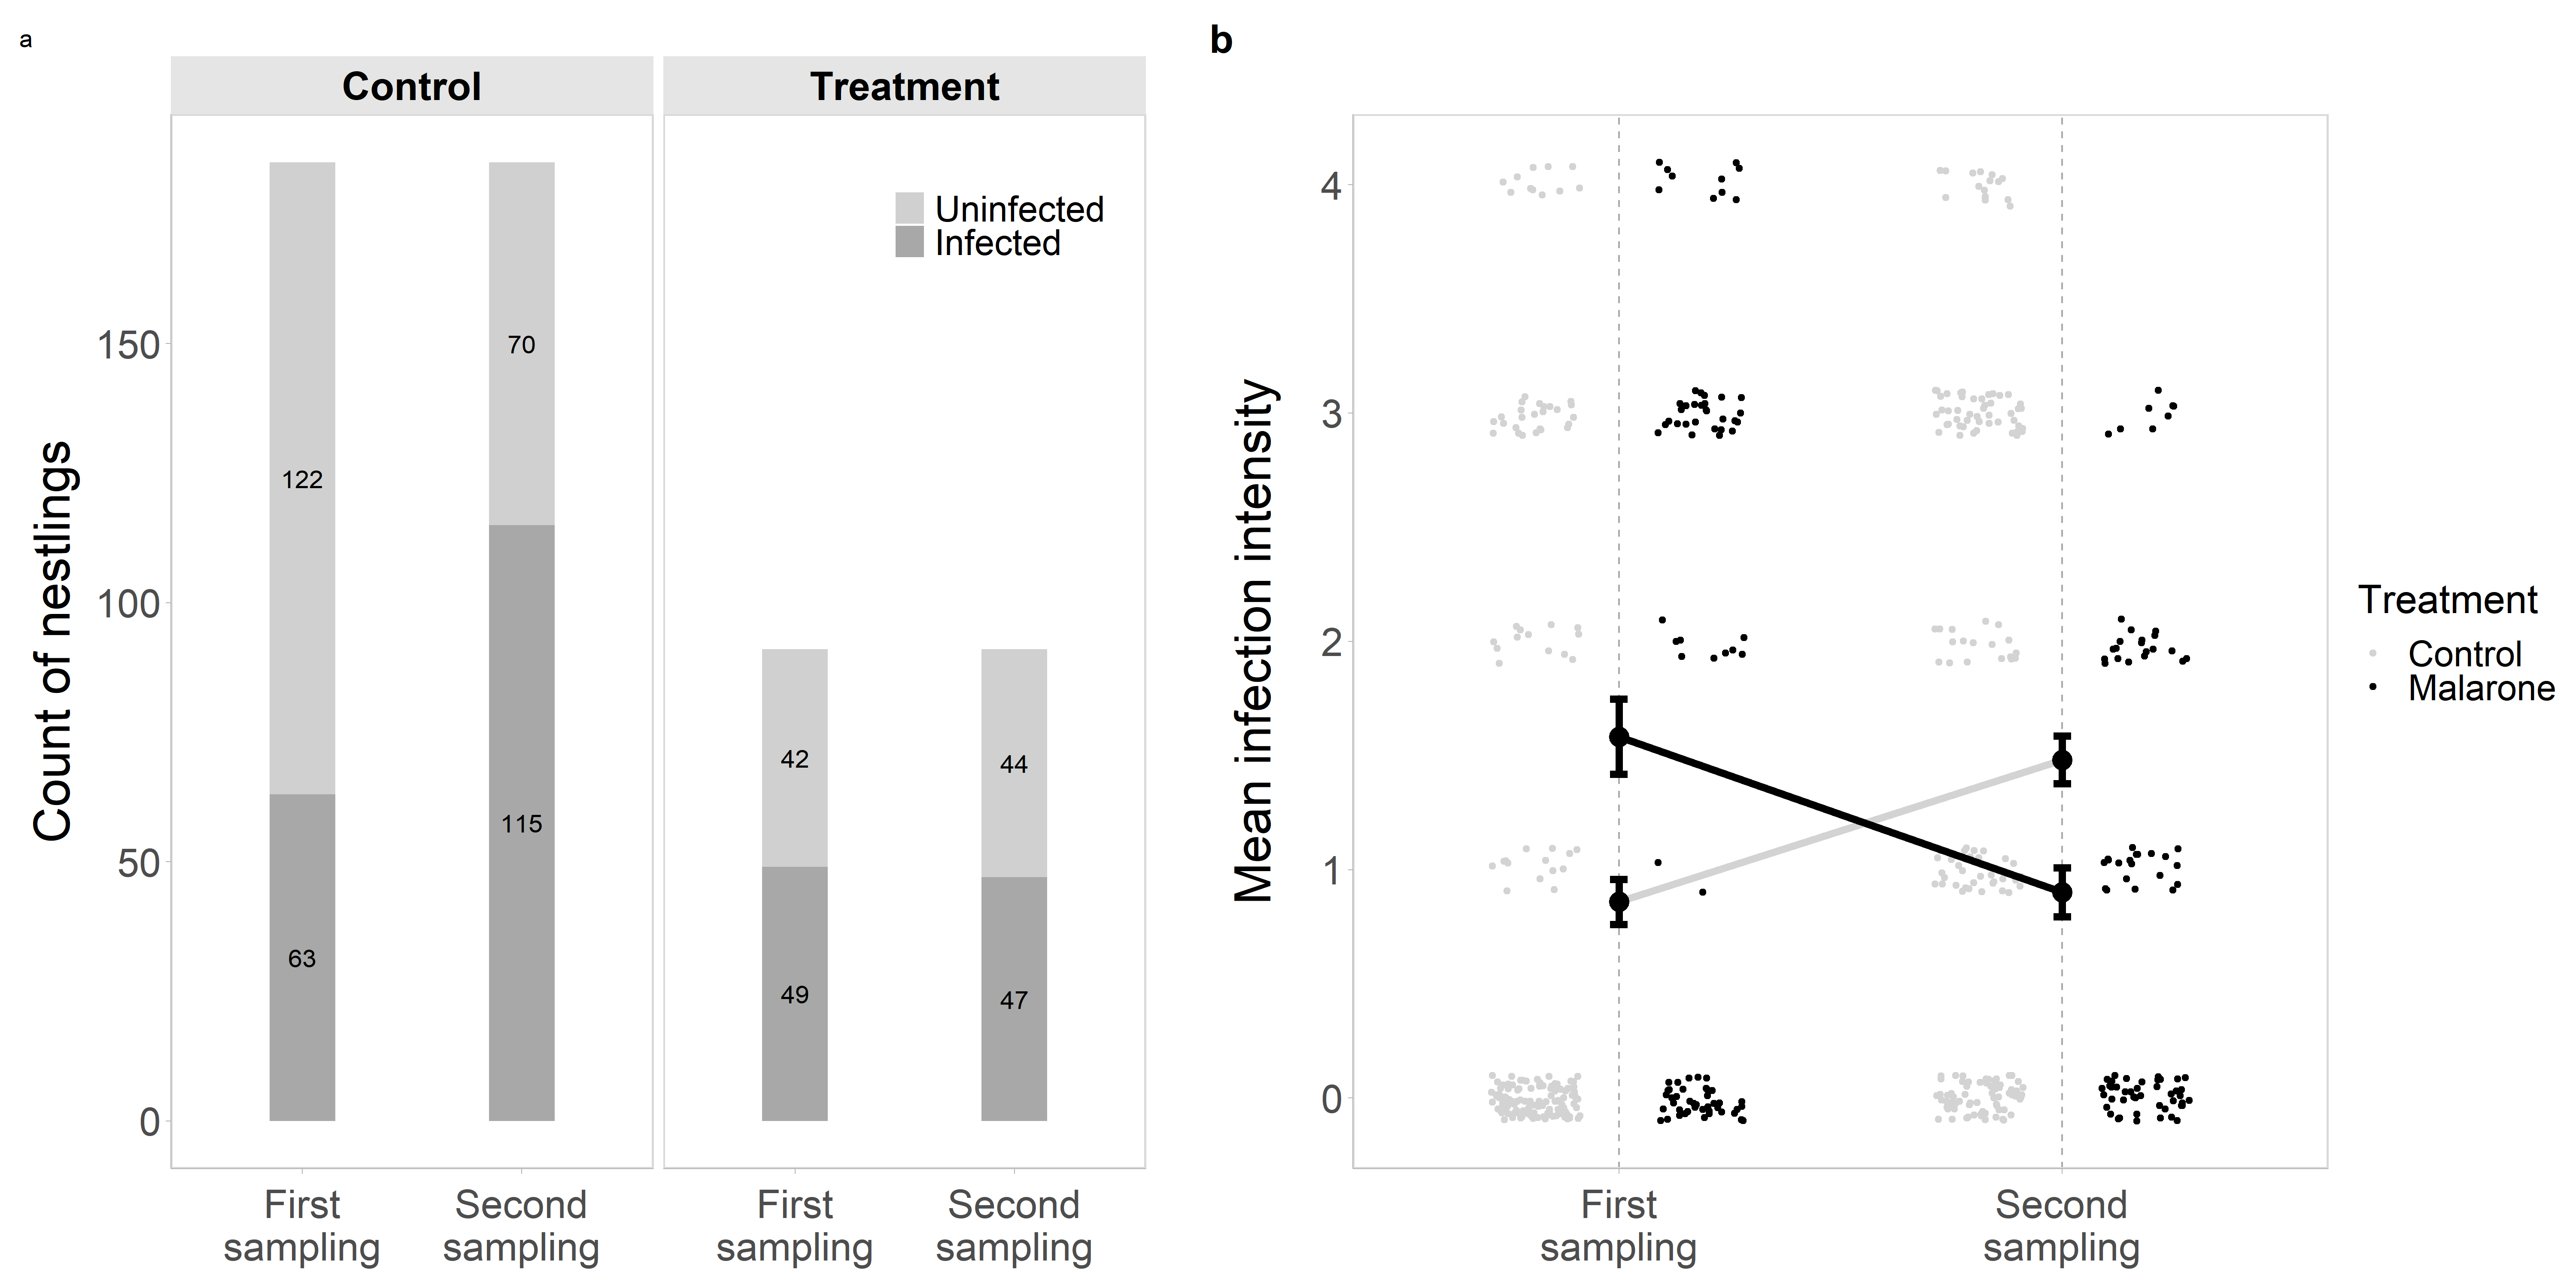 a
Control
Treatment
Uninfected
Infected
Count of nestlings
150
100
50
0
122
63
70
115
42
49
44
47
First
sampling
Second
sampling
First
sampling
Second
sampling
b
Mean infection intensity
4
3
2
1
0
First
sampling
Second
sampling
Treatment
Control
Malarone